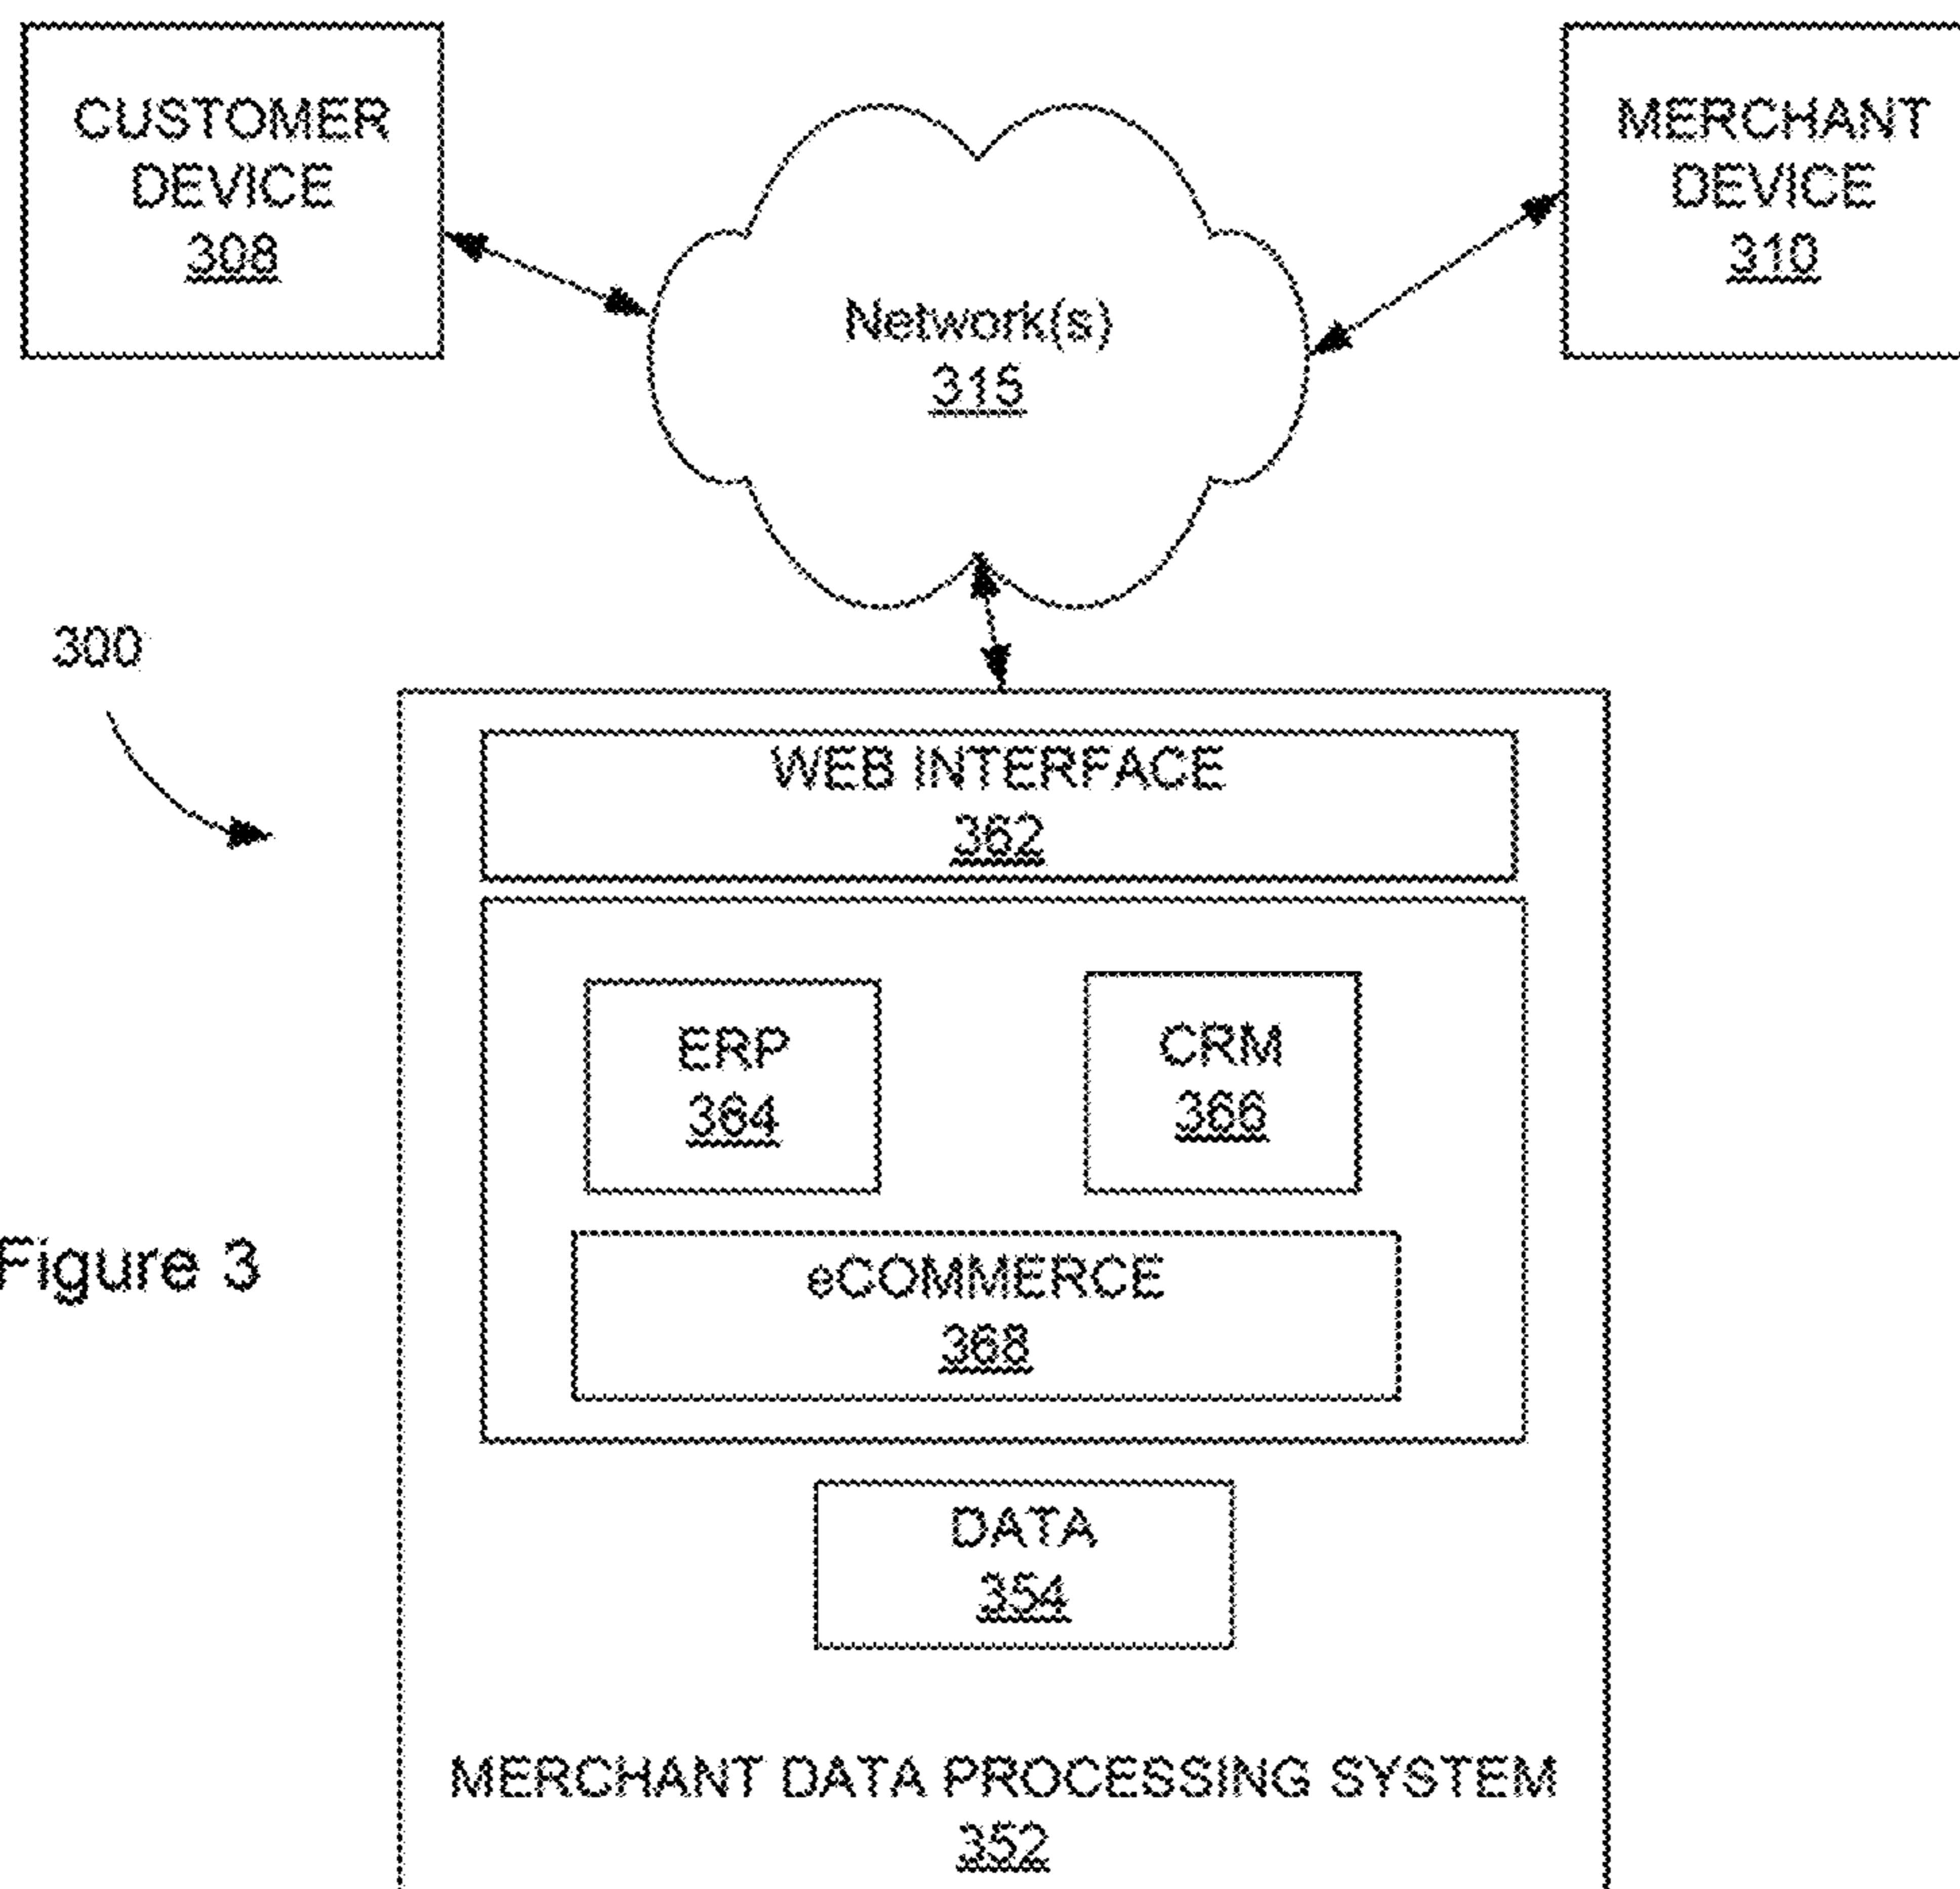 CUSTOMER
DEVICE
308
MERCHANT
DEVICE
310
Network(s)
315
300
WEB INTERFACE
362
ERP
364
CRM
366
eCOMMERCE
368
Figure 3
DATA
354
MERCHANT DATA PROCESSING SYSTEM
352